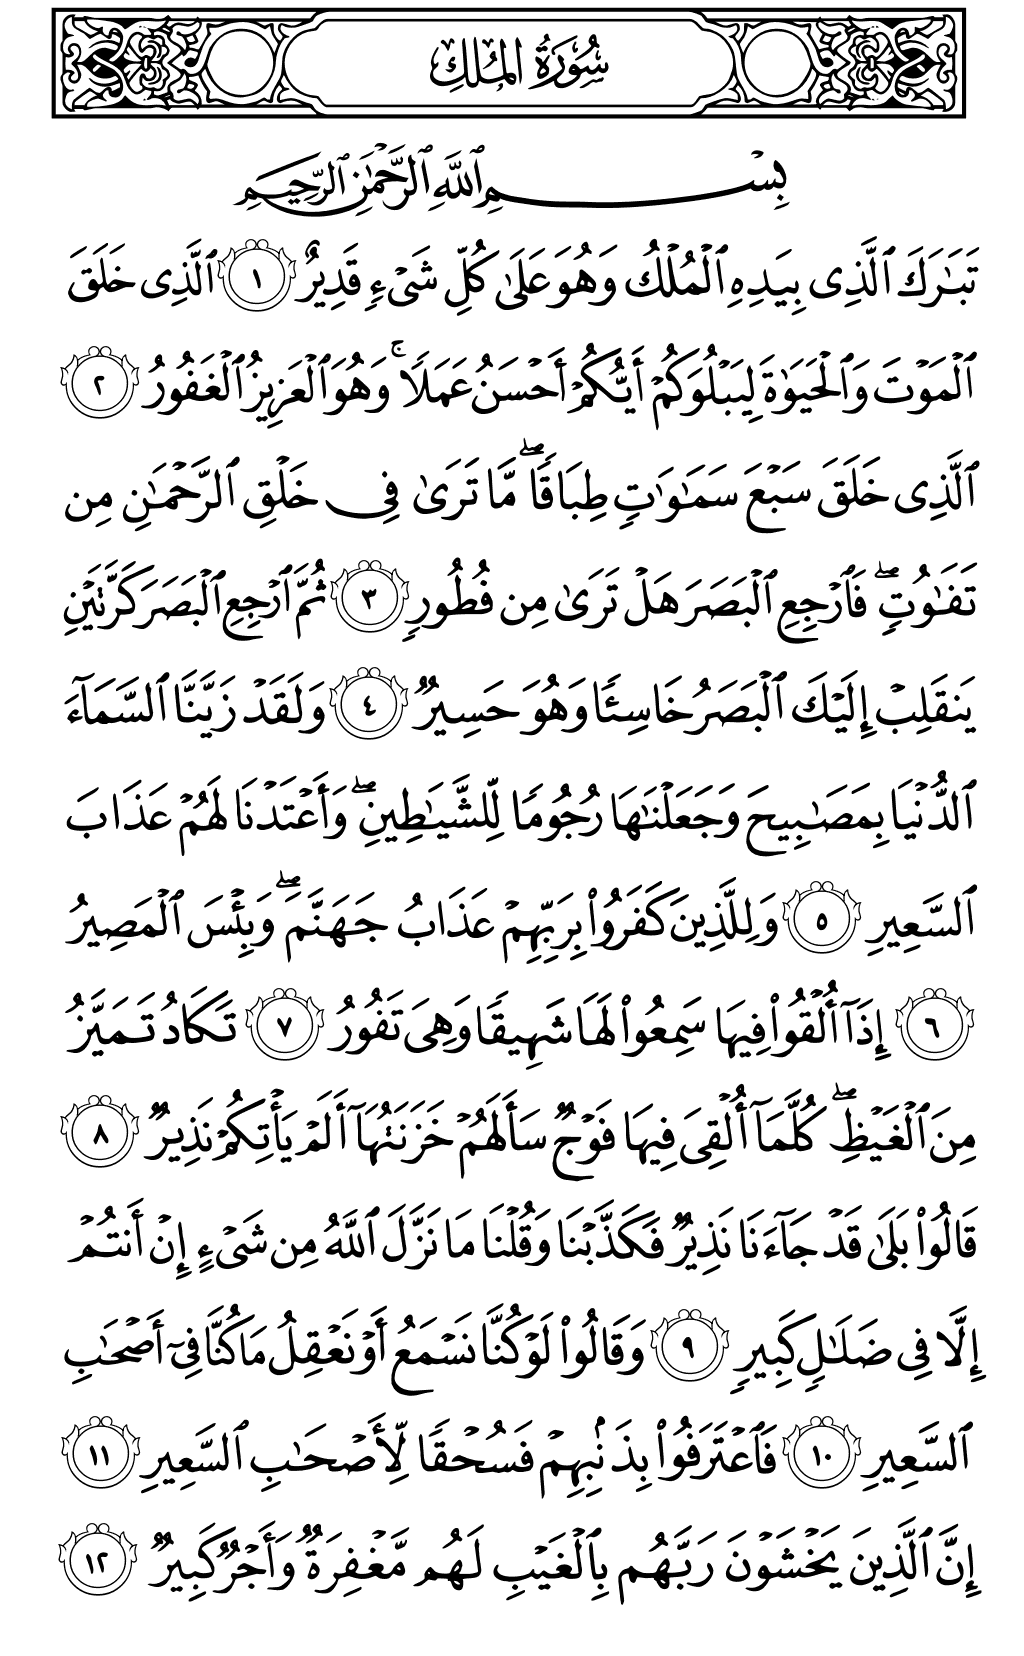 سُورَةُ المُلكِ
بِسْمِ ٱللَّهِ ٱلرَّحْمَٰنِ ٱلرَّحِيمِ
تَبَٰرَكَ ٱلَّذِى بِيَدِهِ ٱلْمُلْكُ وَهُوَ عَلَىٰ كُلِّ شَىْءٍ قَدِيرٌ ١ ٱلَّذِى خَلَقَ
ٱلْمَوْتَ وَٱلْحَيَوٰةَ لِيَبْلُوَكُمْ أَيُّكُمْ أَحْسَنُ عَمَلًا ۚ وَهُوَ ٱلْعَزِيزُ ٱلْغَفُورُ ٢
ٱلَّذِى خَلَقَ سَبْعَ سَمَٰوَٰتٍ طِبَاقًا ۖ مَّا تَرَىٰ فِى خَلْقِ ٱلرَّحْمَٰنِ مِن
تَفَٰوُتٍ ۖ فَٱرْجِعِ ٱلْبَصَرَ هَلْ تَرَىٰ مِن فُطُورٍ ٣ ثُمَّ ٱرْجِعِ ٱلْبَصَرَ كَرَّتَيْنِ
يَنقَلِبْ إِلَيْكَ ٱلْبَصَرُ خَاسِئًا وَهُوَ حَسِيرٌ ٤ وَلَقَدْ زَيَّنَّا ٱلسَّمَآءَ
ٱلدُّنْيَا بِمَصَٰبِيحَ وَجَعَلْنَٰهَا رُجُومًا لِّلشَّيَٰطِينِ ۖ وَأَعْتَدْنَا لَهُمْ عَذَابَ
ٱلسَّعِيرِ ٥ وَلِلَّذِينَ كَفَرُوا۟ بِرَبِّهِمْ عَذَابُ جَهَنَّمَ ۖ وَبِئْسَ ٱلْمَصِيرُ
٦ إِذَآ أُلْقُوا۟ فِيهَا سَمِعُوا۟ لَهَا شَهِيقًا وَهِىَ تَفُورُ ٧ تَكَادُ تَمَيَّزُ
مِنَ ٱلْغَيْظِ ۖ كُلَّمَآ أُلْقِىَ فِيهَا فَوْجٌ سَأَلَهُمْ خَزَنَتُهَآ أَلَمْ يَأْتِكُمْ نَذِيرٌ ٨
قَالُوا۟ بَلَىٰ قَدْ جَآءَنَا نَذِيرٌ فَكَذَّبْنَا وَقُلْنَا مَا نَزَّلَ ٱللَّهُ مِن شَىْءٍ إِنْ أَنتُمْ
إِلَّا فِى ضَلَٰلٍ كَبِيرٍ ٩ وَقَالُوا۟ لَوْ كُنَّا نَسْمَعُ أَوْ نَعْقِلُ مَا كُنَّا فِىٓ أَصْحَٰبِ
ٱلسَّعِيرِ ١٠ فَٱعْتَرَفُوا۟ بِذَنۢبِهِمْ فَسُحْقًا لِّأَصْحَٰبِ ٱلسَّعِيرِ ١١
إِنَّ ٱلَّذِينَ يَخْشَوْنَ رَبَّهُم بِٱلْغَيْبِ لَهُم مَّغْفِرَةٌ وَأَجْرٌ كَبِيرٌ ١٢